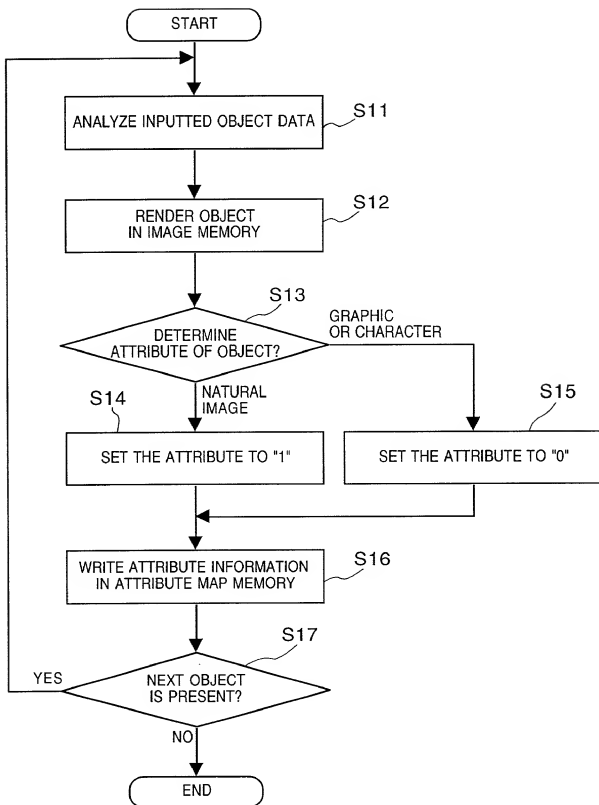 START
ANALYZE INPUTTED OBJECT DATA
S11
RENDER OBJECT
IN IMAGE MEMORY
S12
S13
DETERMINE
ATTRIBUTE OF OBJECT?
GRAPHIC
OR CHARACTER
NATURAL
IMAGE
S14
SET THE ATTRIBUTE TO "1"
S15
SET THE ATTRIBUTE TO "0"
WRITE ATTRIBUTE INFORMATION
IN ATTRIBUTE MAP MEMORY
S16
S17
NEXT OBJECT
IS PRESENT?
YES
NO
END